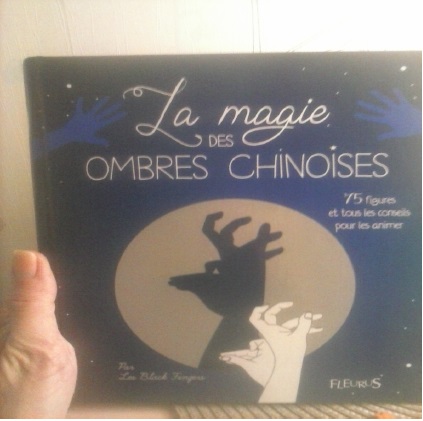 La magie
DES
OMBRES CHINOISES
75 figures
et tous les conseils
pour les animer
Par
Les Black Fingers
FLEURUS